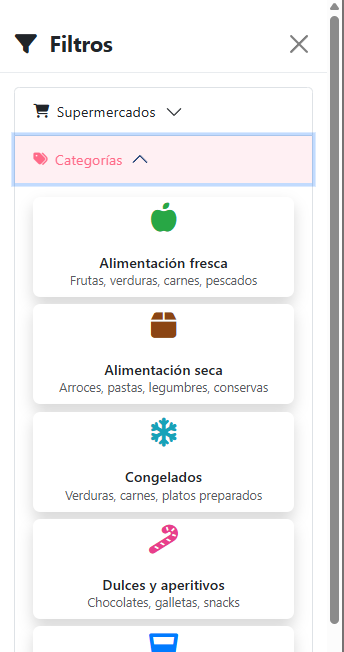 Filtros
Supermercados
Categorías
Alimentación fresca
Frutas, verduras, carnes, pescados
Alimentación seca
Arroces, pastas, legumbres, conservas
Congelados
Verduras, carnes, platos preparados
Dulces y aperitivos
Chocolates, galletas, snacks